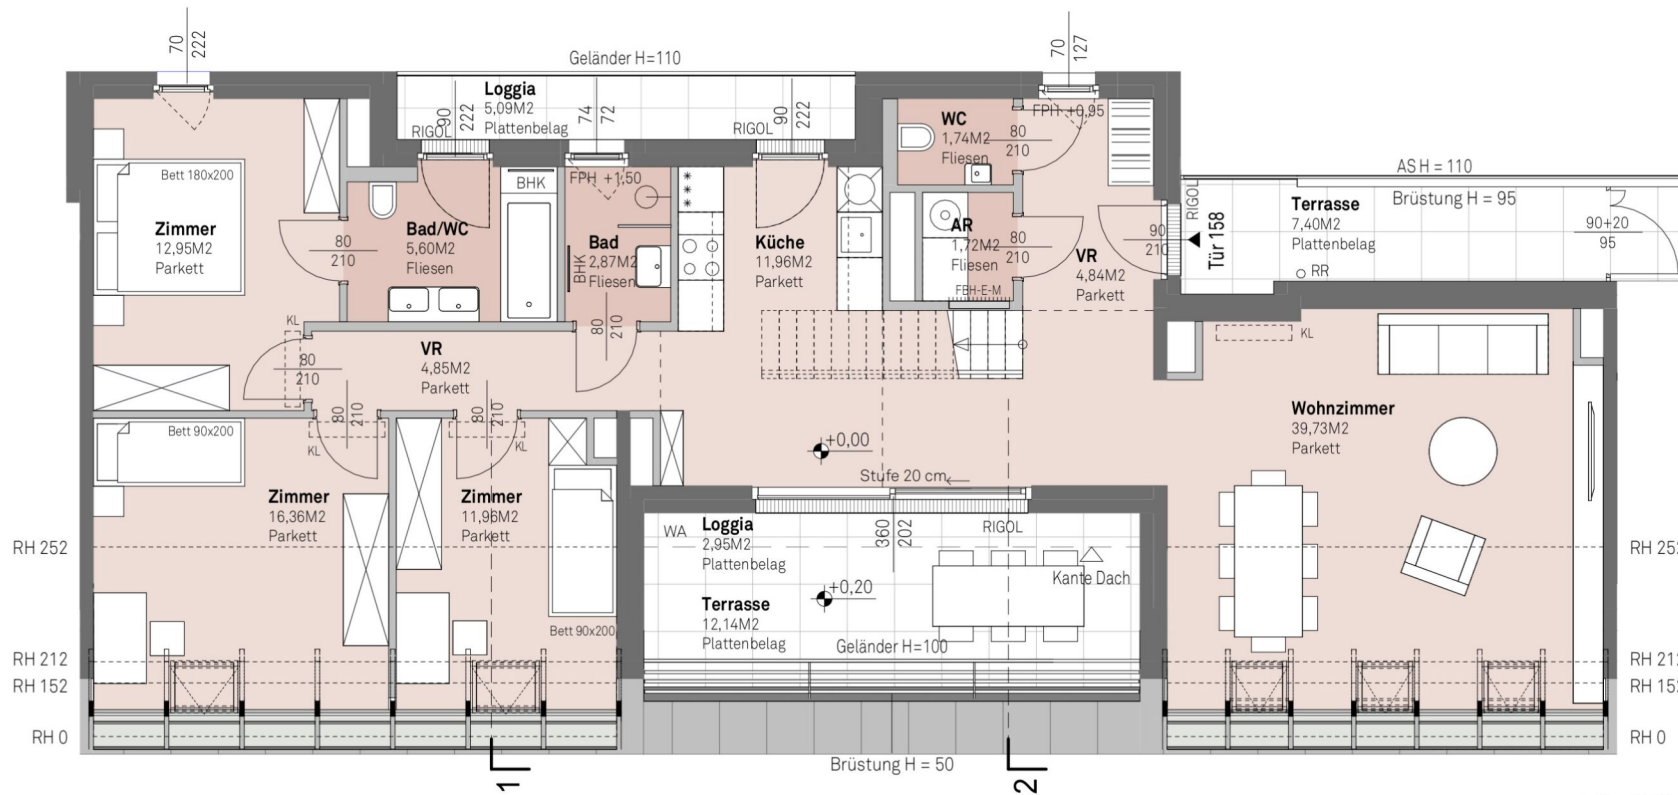 70
222
Geländer H=110
70
127
Loggia
5,09M2
Plattenbelag
90
222
74
72
90
222
RIGOL
RIGOL
WC
1,74M2
Fliesen
80
210
FPH +0,95
AS H = 110
Brüstung H = 95
Bett 180x200
BHK
FPH +1,50
Zimmer
12,95M2
Parkett
80
210
Bad/WC
5,60M2
Fliesen
Bad
2,87M2
Fliesen
BHK
Küche
11,96M2
Parkett
AR
1,72M2
Fliesen
80
210
FBH-E-M
VR
4,84M2
Parkett
90
210
RIGOL
Tür 158
Terrasse
7,40M2
Plattenbelag
RR
90+20
95
KL
80
210
VR
4,85M2
Parkett
80
210
KL
80
210
80
210
Bett 90x200
KL
KL
Wohnzimmer
39,73M2
Parkett
+0,00
Stufe 20 cm
Zimmer
16,36M2
Parkett
Zimmer
11,96M2
Parkett
WA
Loggia
2,95M2
Plattenbelag
360
202
RIGOL
Kante Dach
+0,20
Terrasse
12,14M2
Plattenbelag
Geländer H=100
Bett 90x200
RH 252
RH 252
RH 212
RH 212
RH 152
RH 152
RH 0
RH 0
Brüstung H = 50
1
2